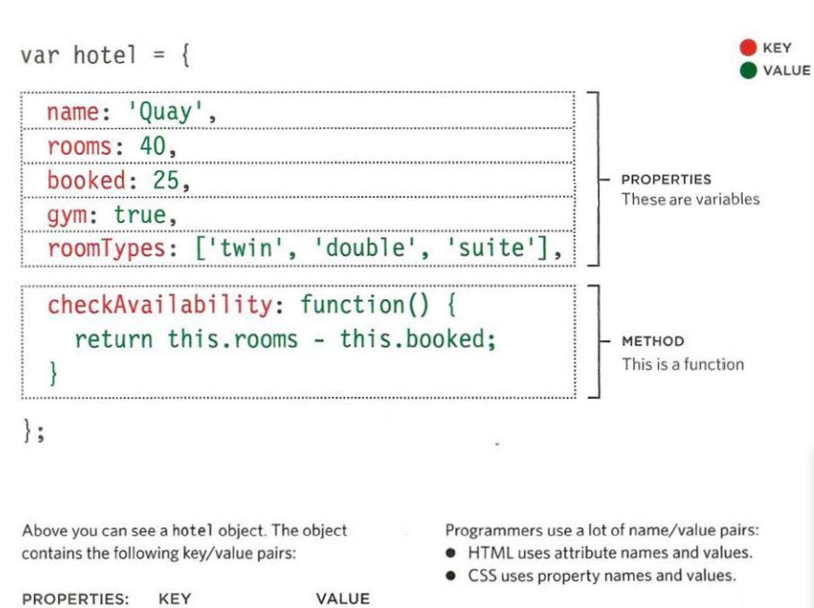 var hotel = {
KEY
VALUE
name: 'Quay',
rooms: 40,
booked: 25,
gym: true,
roomTypes: ['twin', 'double', 'suite'],
PROPERTIES
These are variables
checkAvailability: function() {
return this.rooms - this.booked;
}
METHOD
This is a function
};
Above you can see a hotel object. The object
contains the following key/value pairs:
PROPERTIES: KEY VALUE
Programmers use a lot of name/value pairs:
● HTML uses attribute names and values.
● CSS uses property names and values.